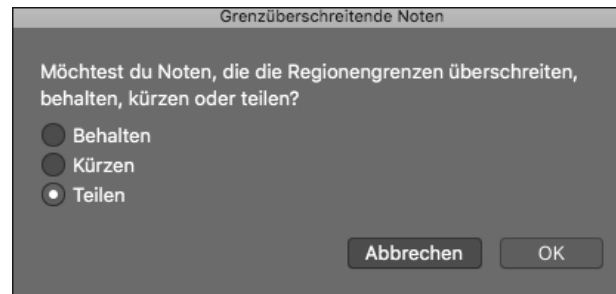 Grenzüberschreitende Noten
Möchtest du Noten, die die Regionengrenzen überschreiten,
behalten, kürzen oder teilen?
Behalten
Kürzen
Teilen
Abbrechen OK